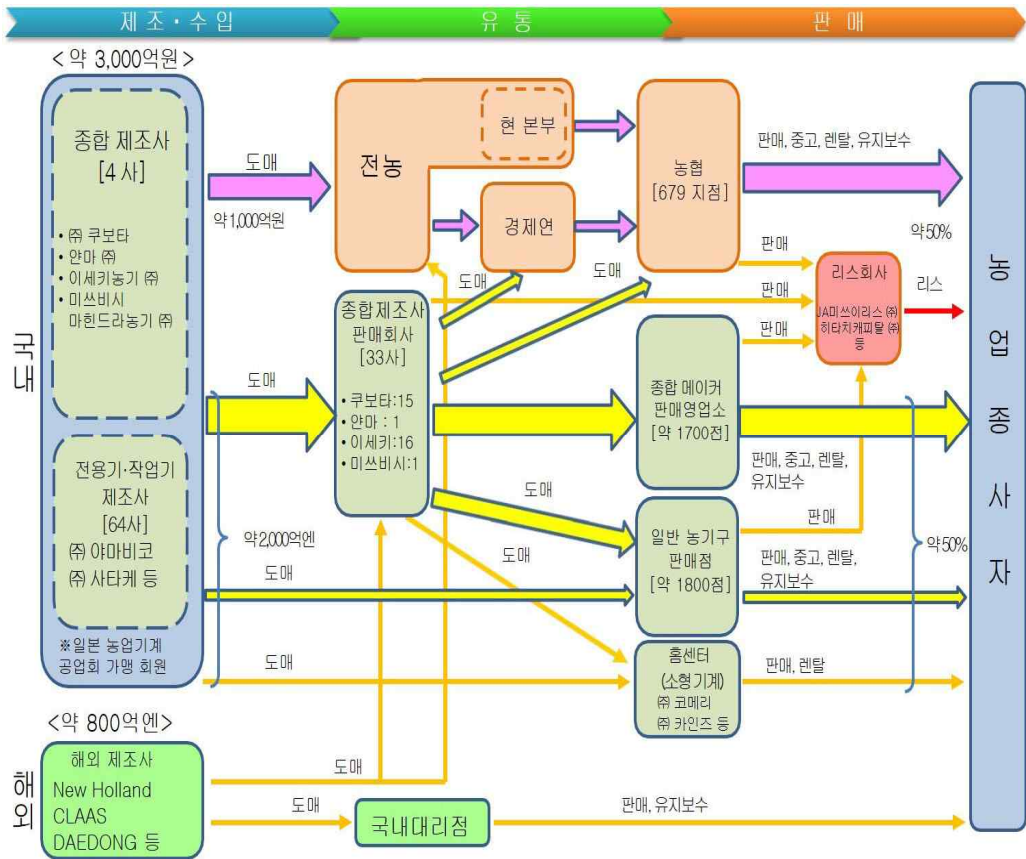 제 조 · 수 입
유 통
판 매
<약 3,000억원>
종합 제조사
[4 사]
• ㈜ 쿠보타
• 얀마 ㈜
• 이세키농기 ㈜
• 미쓰비시
마힌드라농기 ㈜
국내
전용기·작업기
제조사
[64사]
㈜ 야마비코
㈜ 사타케 등
※일본 농업기계
공업회 가맹 회원
<약 800억엔>
해외
해외 제조사
New Holland
CLAAS
DAEDONG 등
도매
약1,000억원
도매
약2,000억엔
도매
도매
도매
도매
전농
현 본부
경제연
도매
도매
종합제조사
판매회사
[33사]
• 쿠보타:15
• 얀마 : 1
• 이세키:16
• 미쓰비시:1
도매
도매
국내대리점
농협
[679 지점]
종합 메이커
판매영업소
[약 1700점]
일반 농기구
판매점
[약 1800점]
홈센터
(소형기계)
㈜ 코메리
㈜ 카인즈 등
판매, 중고, 렌탈, 유지보수
약50%
판매
판매
판매
리스회사
JA미쓰이리스 ㈜
히타치캐피탈 ㈜
등
리스
판매, 중고, 렌탈,
유지보수
판매
판매, 중고, 렌탈,
유지보수
약50%
판매, 렌탈
판매, 유지보수
농업종사자